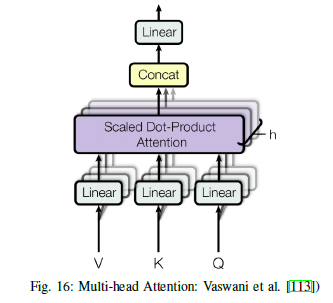 Linear
Concat
Scaled Dot-Product
Attention
h
Linear Linear Linear
V K Q
Fig. 16: Multi-head Attention: Vaswani et al. [113])